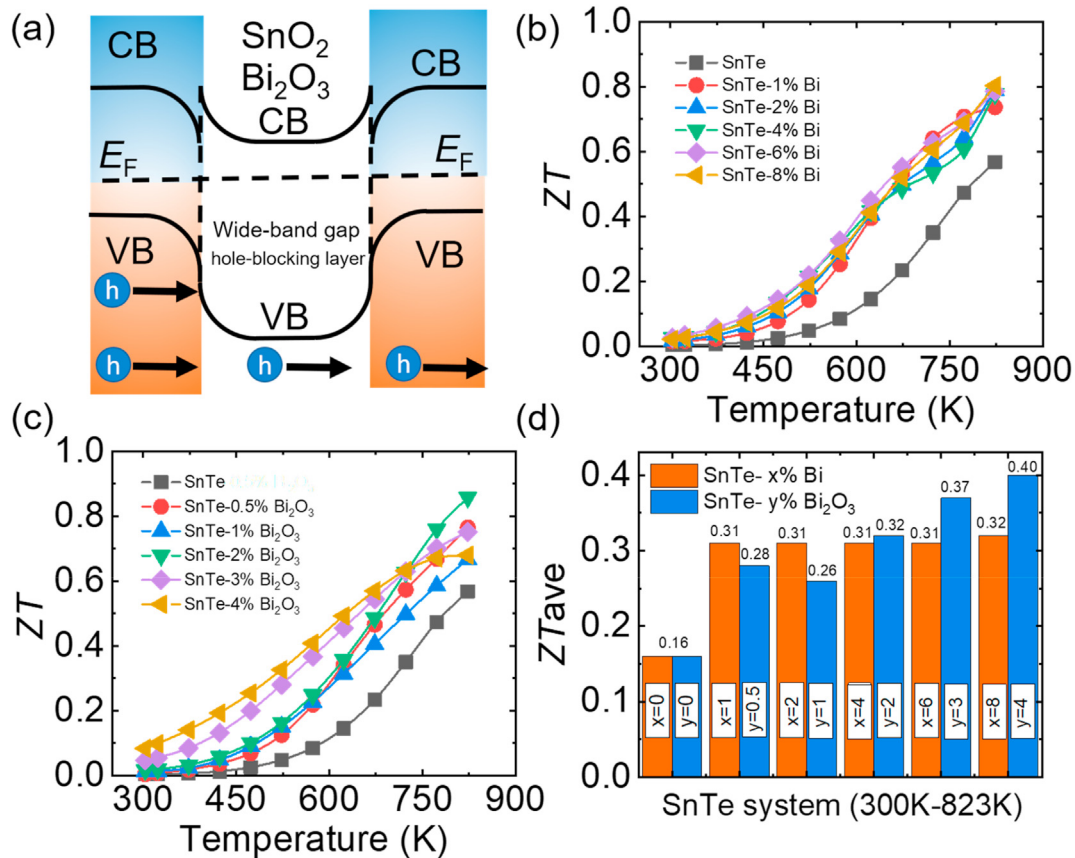 (a)
CB
SnO2
Bi2O3
CB
CB
EF
EF
VB
Wide-band gap
hole-blocking layer
VB
VB
h
h
h
h
(b)
1.0
0.8
0.6
0.4
0.2
0.0
ZT
SnTe
SnTe-1% Bi
SnTe-2% Bi
SnTe-4% Bi
SnTe-6% Bi
SnTe-8% Bi
300 450 600 750 900
Temperature (K)
(c)
1.0
0.8
0.6
0.4
0.2
0.0
ZT
SnTe
SnTe-0.5% Bi2O3
SnTe-1% Bi2O3
SnTe-2% Bi2O3
SnTe-3% Bi2O3
SnTe-4% Bi2O3
300 450 600 750 900
Temperature (K)
(d)
0.4
0.3
0.2
0.1
0.0
ZTave
SnTe- x% Bi
SnTe- y% Bi2O3
0.16
0.31
0.28
0.31
0.26
0.31
0.32
0.31
0.37
0.32
0.40
x=0
y=0
x=1
y=0.5
x=2
y=1
x=4
y=2
x=6
y=3
x=8
y=4
SnTe system (300K-823K)